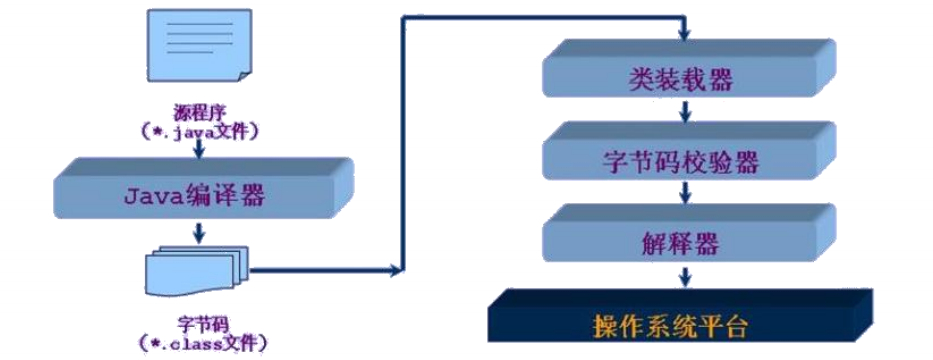 源程序
(*.java文件)
Java编译器
字节码
(*.class文件)
类装载器
字节码校验器
解释器
操作系统平台